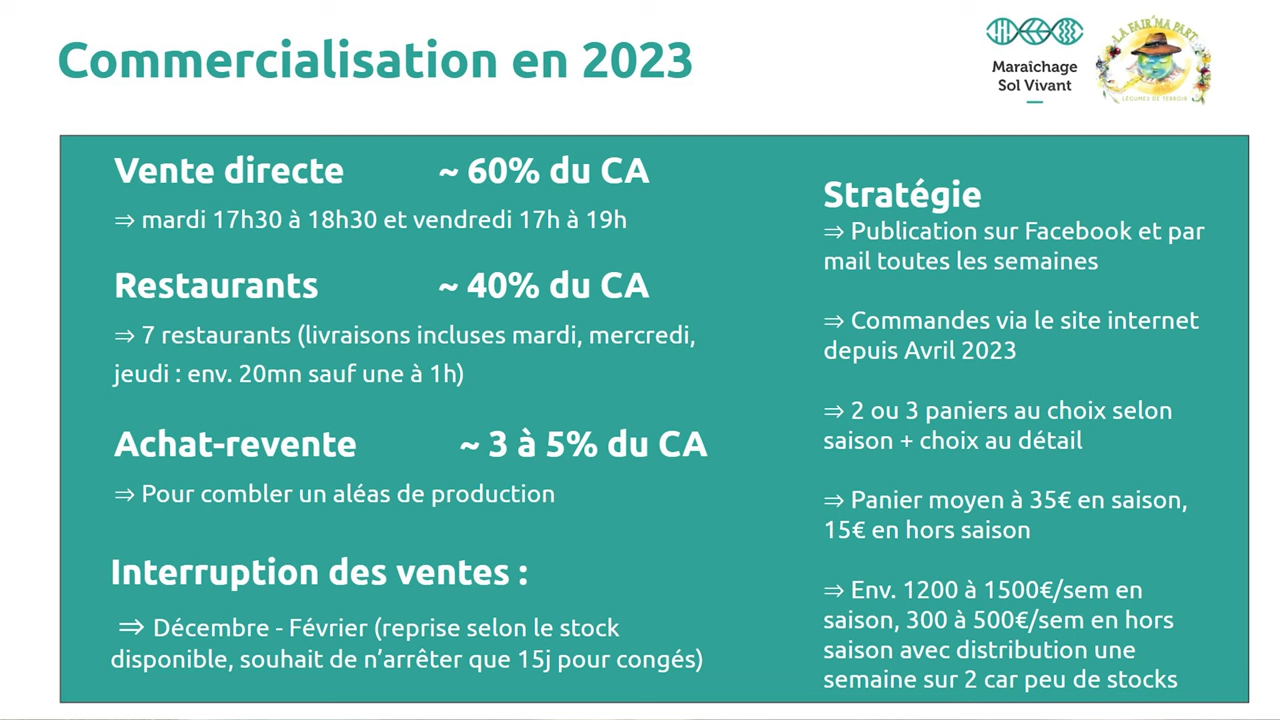 Commercialisation en 2023
Maraîchage
Sol Vivant
LA FAIR'MA PART
LÉGUMES DE TERROIR
Vente directe ~ 60% du CA
⇒ mardi 17h30 à 18h30 et vendredi 17h à 19h
Restaurants ~ 40% du CA
⇒ 7 restaurants (livraisons incluses mardi, mercredi,
jeudi : env. 20mn sauf une à 1h)
Achat-revente ~ 3 à 5% du CA
⇒ Pour combler un aléas de production
Interruption des ventes :
⇒ Décembre - Février (reprise selon le stock
disponible, souhait de n’arrêter que 15j pour congés)
Stratégie
⇒ Publication sur Facebook et par
mail toutes les semaines
⇒ Commandes via le site internet
depuis Avril 2023
⇒ 2 ou 3 paniers au choix selon
saison + choix au détail
⇒ Panier moyen à 35€ en saison,
15€ en hors saison
⇒ Env. 1200 à 1500€/sem en
saison, 300 à 500€/sem en hors
saison avec distribution une
semaine sur 2 car peu de stocks